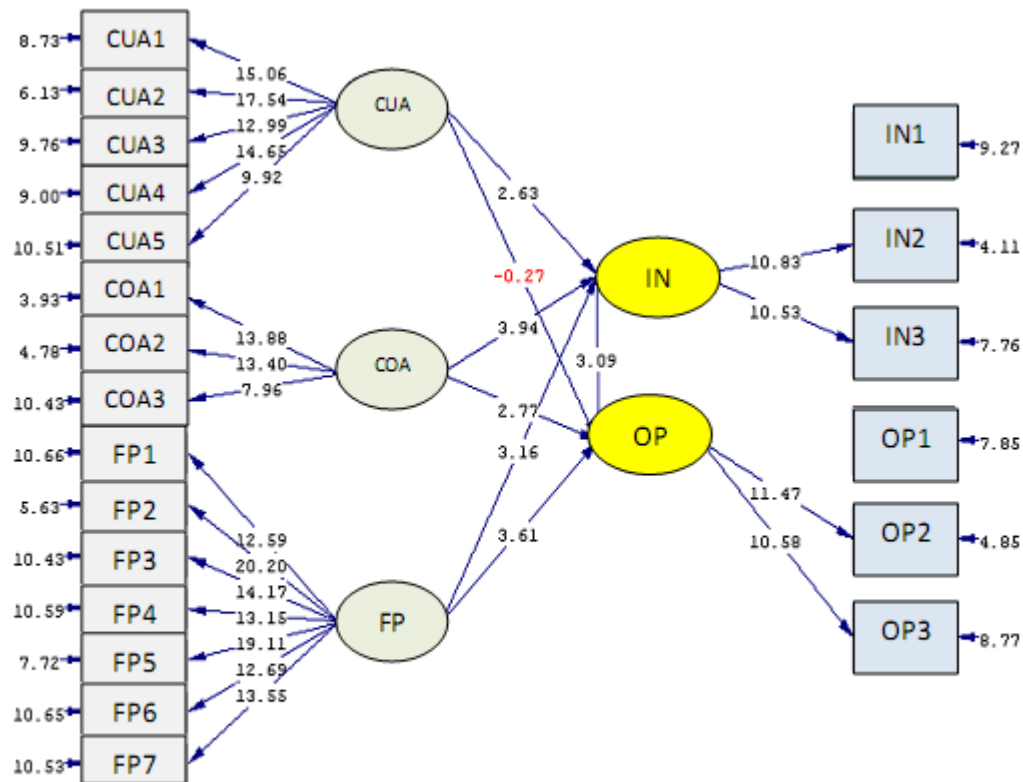 8.73 CUA1
6.13 CUA2
9.76 CUA3
9.00 CUA4
10.51 CUA5
3.93 COA1
4.78 COA2
10.43 COA3
10.66 FP1
5.63 FP2
10.43 FP3
10.59 FP4
7.72 FP5
10.65 FP6
10.53 FP7
15.06
17.54
12.99
14.65
9.92
13.88
13.40
7.96
12.59
20.20
14.17
13.15
19.11
12.69
13.55
CUA
COA
FP
2.63
-0.27
3.94
2.77
3.16
3.61
3.09
IN
OP
10.83
10.53
11.47
10.58
IN1 9.27
IN2 4.11
IN3 7.76
OP1 7.85
OP2 4.85
OP3 8.77